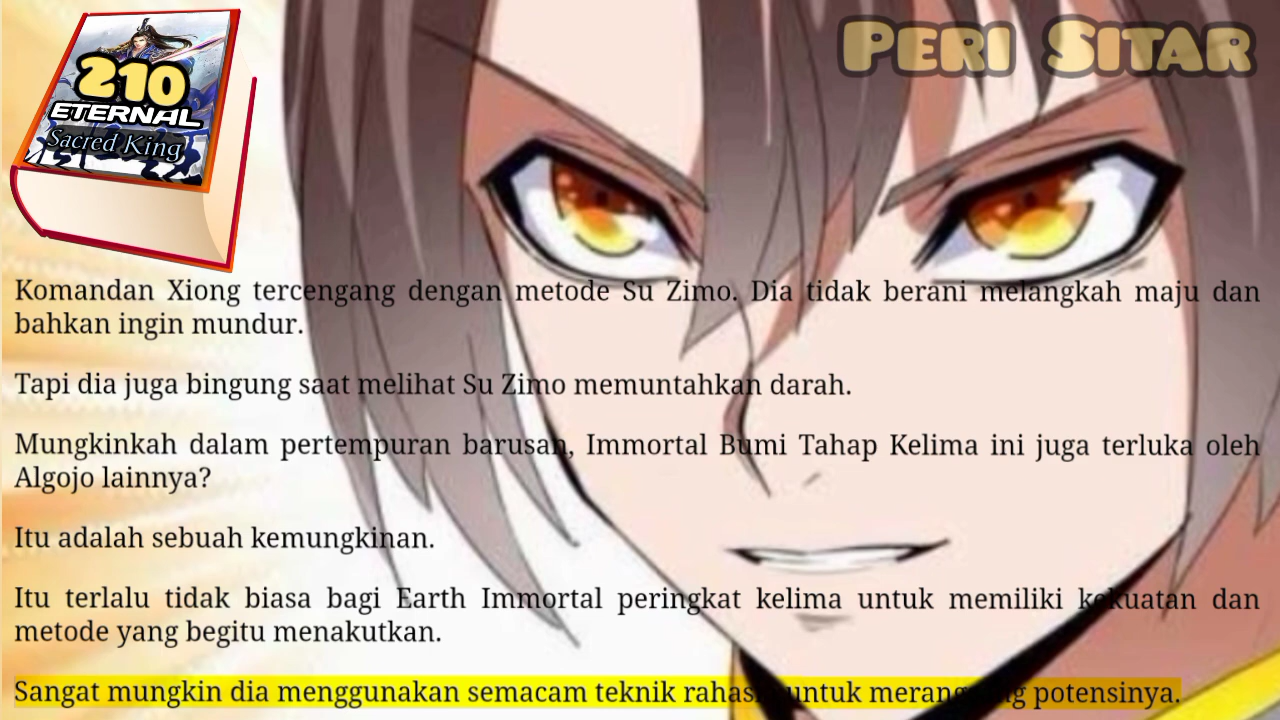 Peri Sitar
210
ETERNAL
Sacred King
Komandan Xiong tercengang dengan metode Su Zimo. Dia tidak berani melangkah maju dan
bahkan ingin mundur.
Tapi dia juga bingung saat melihat Su Zimo memuntahkan darah.
Mungkinkah dalam pertempuran barusan, Immortal Bumi Tahap Kelima ini juga terluka oleh
Algojo lainnya?
Itu adalah sebuah kemungkinan.
Itu terlalu tidak biasa bagi Earth Immortal peringkat kelima untuk memiliki kekuatan dan
metode yang begitu menakutkan.
Sangat mungkin dia menggunakan semacam teknik rahasia untuk merangsang potensinya.